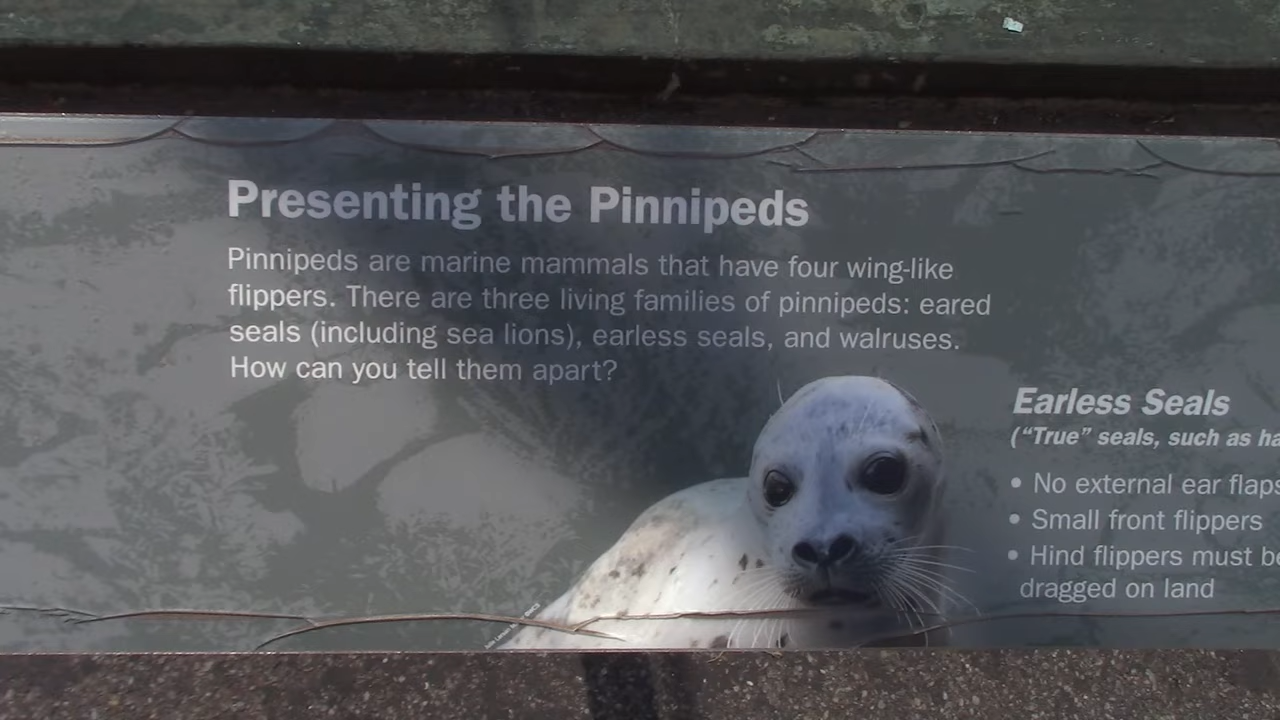 Presenting the Pinnipeds
Pinnipeds are marine mammals that have four wing-like
flippers. There are three living families of pinnipeds: eared
seals (including sea lions), earless seals, and walruses.
How can you tell them apart?
Earless Seals
("True" seals, such as ha
• No external ear flaps
• Small front flippers
• Hind flippers must be
dragged on land